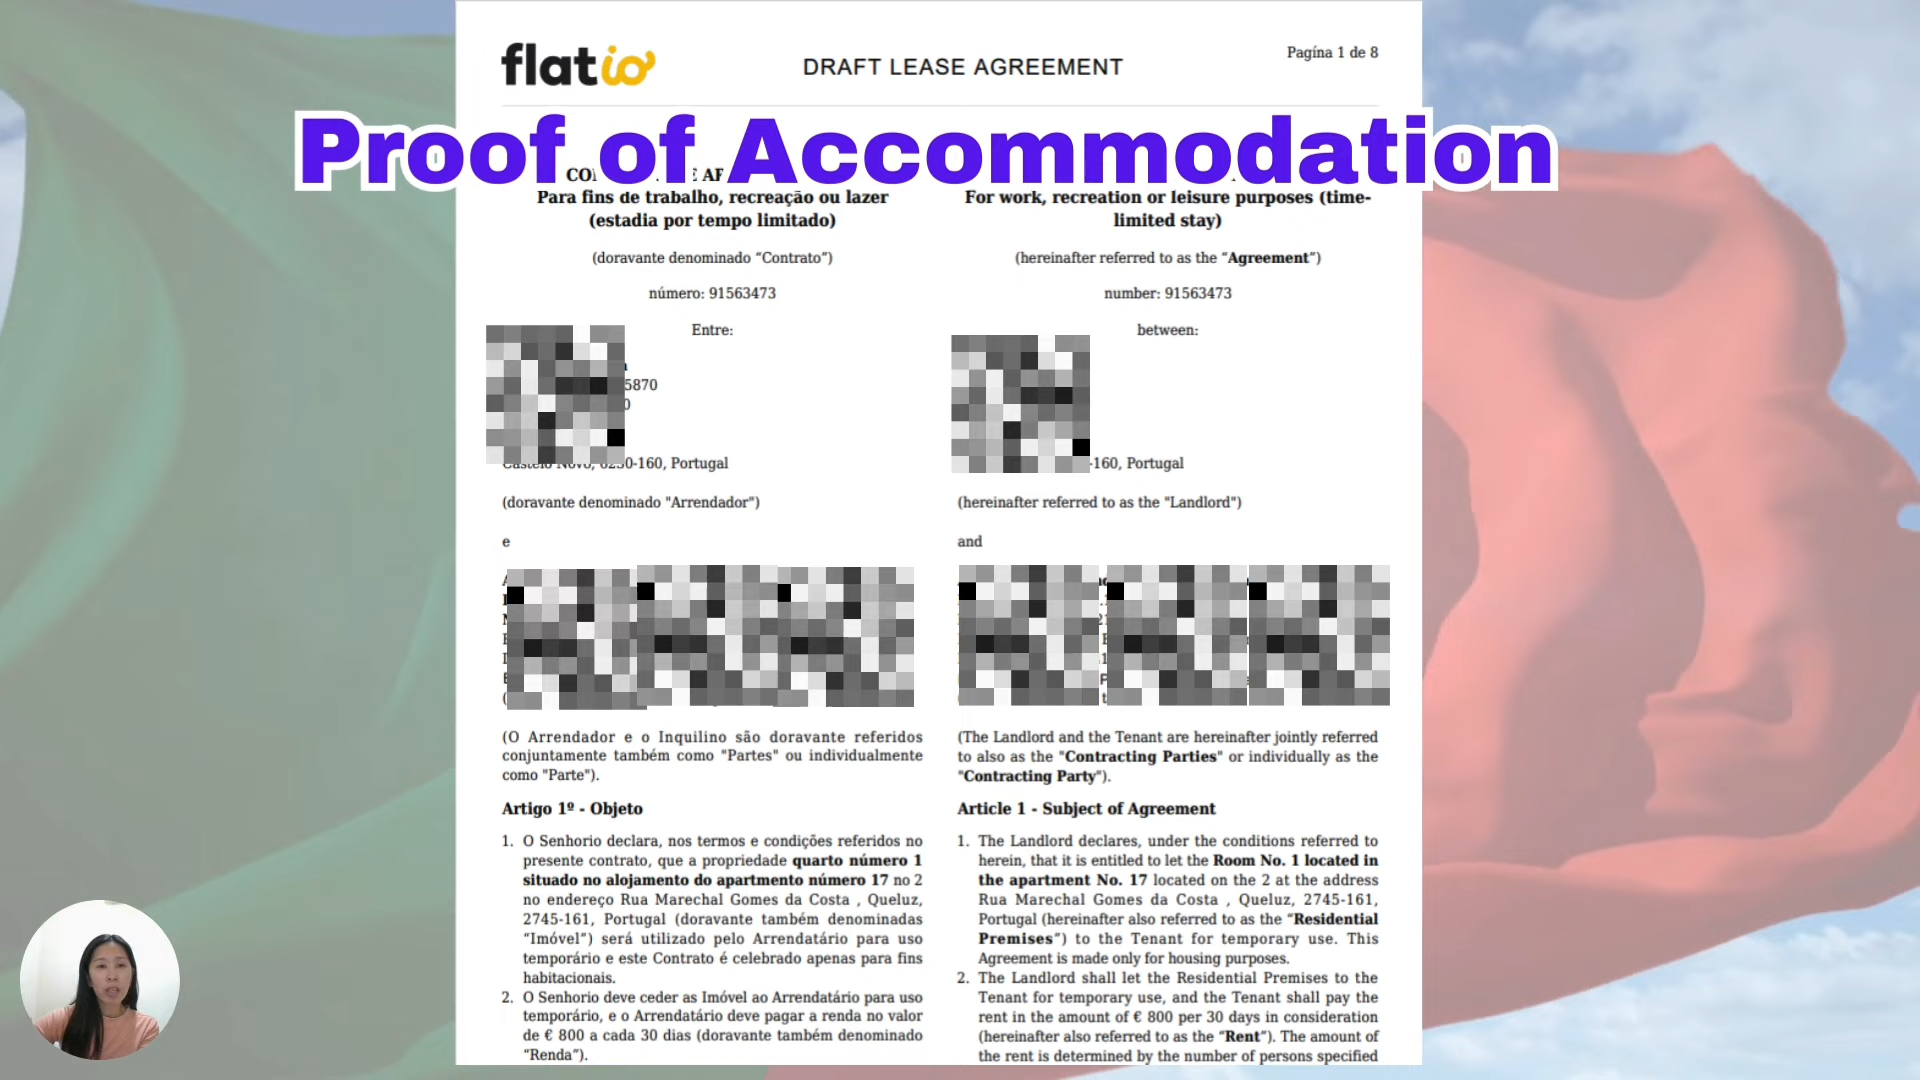 flatio
DRAFT LEASE AGREEMENT
Pagína 1 de 8
Proof of Accommodation
Para fins de trabalho, recreação ou lazer
(estadia por tempo limitado)
(doravante denominado “Contrato”)
número: 91563473
Entre:
5870
0
Castelo Novo, 6230-160, Portugal
(doravante denominado "Arrendador")
e
(O Arrendador e o Inquilino são doravante referidos
conjuntamente também como "Partes" ou individualmente
como "Parte").
Artigo 1º - Objeto
1. O Senhorio declara, nos termos e condições referidos no
presente contrato, que a propriedade quarto número 1
situado no alojamento do apartmento número 17 no 2
no endereço Rua Marechal Gomes da Costa , Queluz,
2745-161, Portugal (doravante também denominadas
“Imóvel”) será utilizado pelo Arrendatário para uso
temporário e este Contrato é celebrado apenas para fins
habitacionais.
2. O Senhorio deve ceder as Imóvel ao Arrendatário para uso
temporário, e o Arrendatário deve pagar a renda no valor
de € 800 a cada 30 dias (doravante também denominado
“Renda”).
For work, recreation or leisure purposes (time-
limited stay)
(hereinafter referred to as the “Agreement”)
number: 91563473
between:
-160, Portugal
(hereinafter referred to as the "Landlord")
and
(The Landlord and the Tenant are hereinafter jointly referred
to also as the "Contracting Parties" or individually as the
"Contracting Party").
Article 1 - Subject of Agreement
1. The Landlord declares, under the conditions referred to
herein, that it is entitled to let the Room No. 1 located in
the apartment No. 17 located on the 2 at the address
Rua Marechal Gomes da Costa , Queluz, 2745-161,
Portugal (hereinafter also referred to as the “Residential
Premises”) to the Tenant for temporary use. This
Agreement is made only for housing purposes.
2. The Landlord shall let the Residential Premises to the
Tenant for temporary use, and the Tenant shall pay the
rent in the amount of € 800 per 30 days in consideration
(hereinafter also referred to as the “Rent”). The amount of
the rent is determined by the number of persons specified